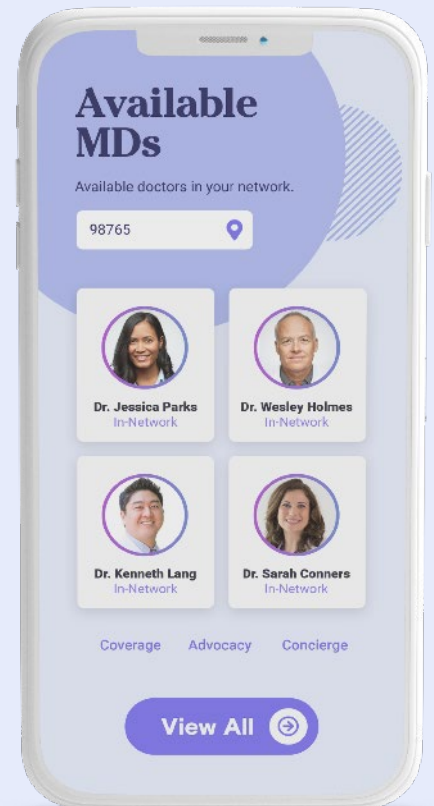 Available
MDs
Available doctors in your network.
98765
Dr. Jessica Parks
In-Network
Dr. Wesley Holmes
In-Network
Dr. Kenneth Lang
In-Network
Dr. Sarah Conners
In-Network
Coverage Advocacy Concierge
View All